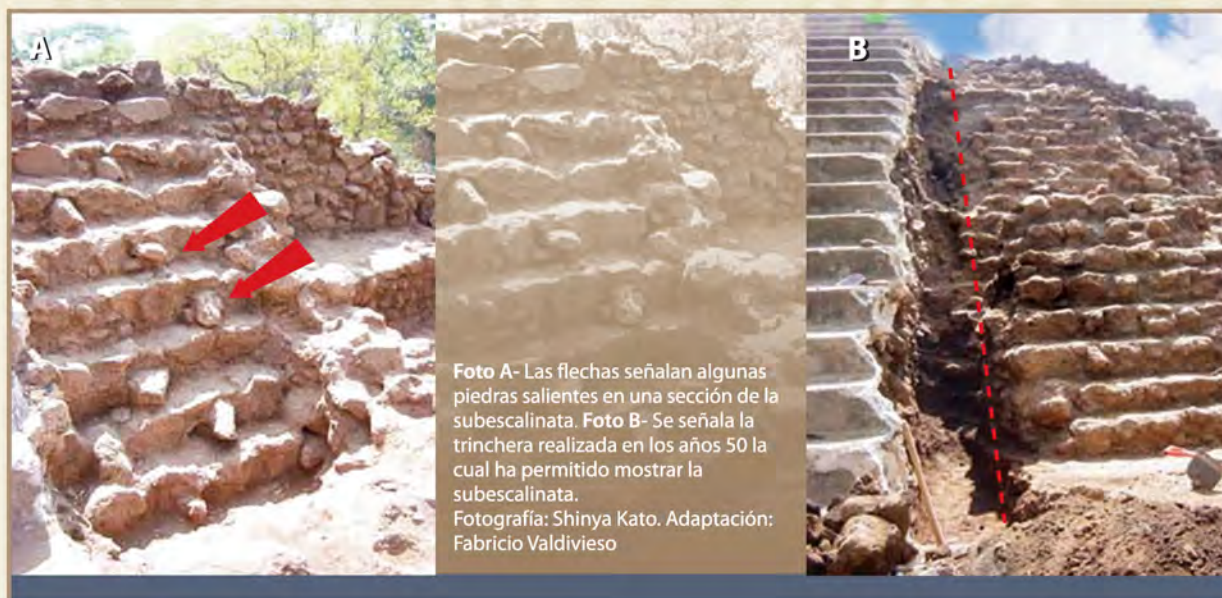 A
B
Foto A- Las flechas señalan algunas
piedras salientes en una sección de la
subescalinata. Foto B- Se señala la
trinchera realizada en los años 50 la
cual ha permitido mostrar la
subescalinata.
Fotografía: Shinya Kato. Adaptación:
Fabricio Valdivieso